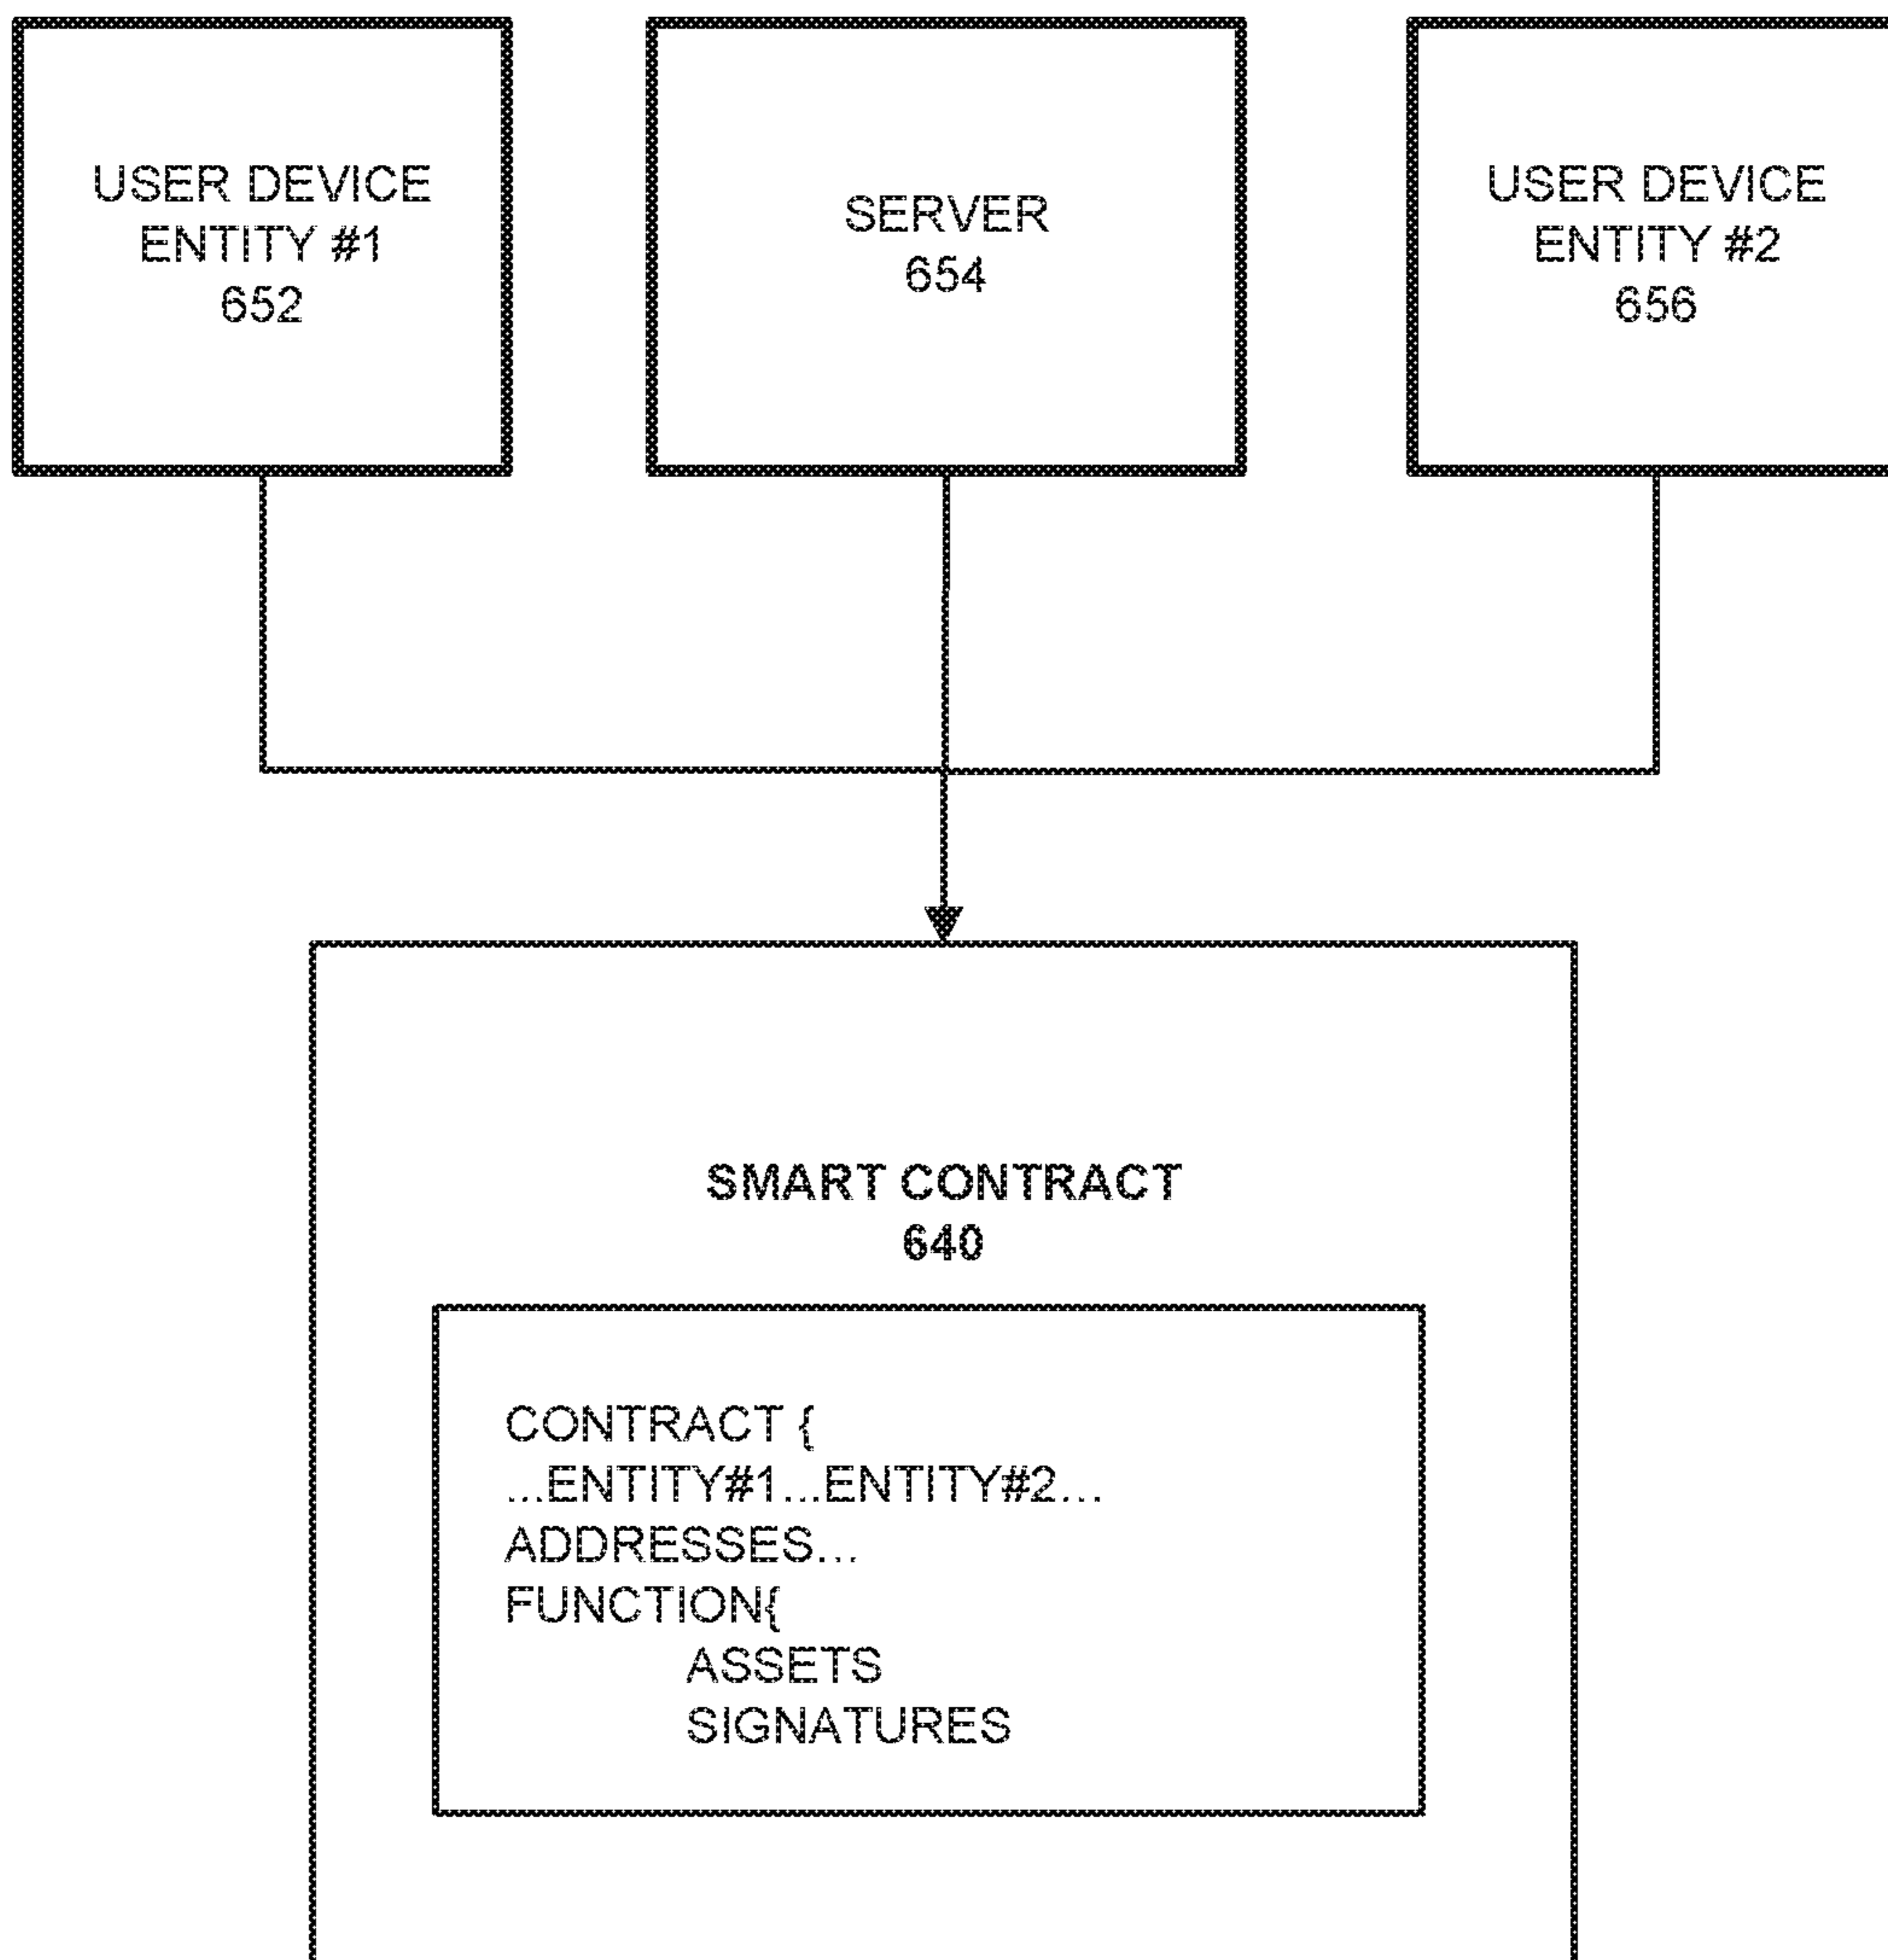 USER DEVICE
ENTITY #1
652
SERVER
654
USER DEVICE
ENTITY #2
656
SMART CONTRACT
640
CONTRACT {
...ENTITY#1...ENTITY#2...
ADDRESSES...
FUNCTION{
ASSETS
SIGNATURES